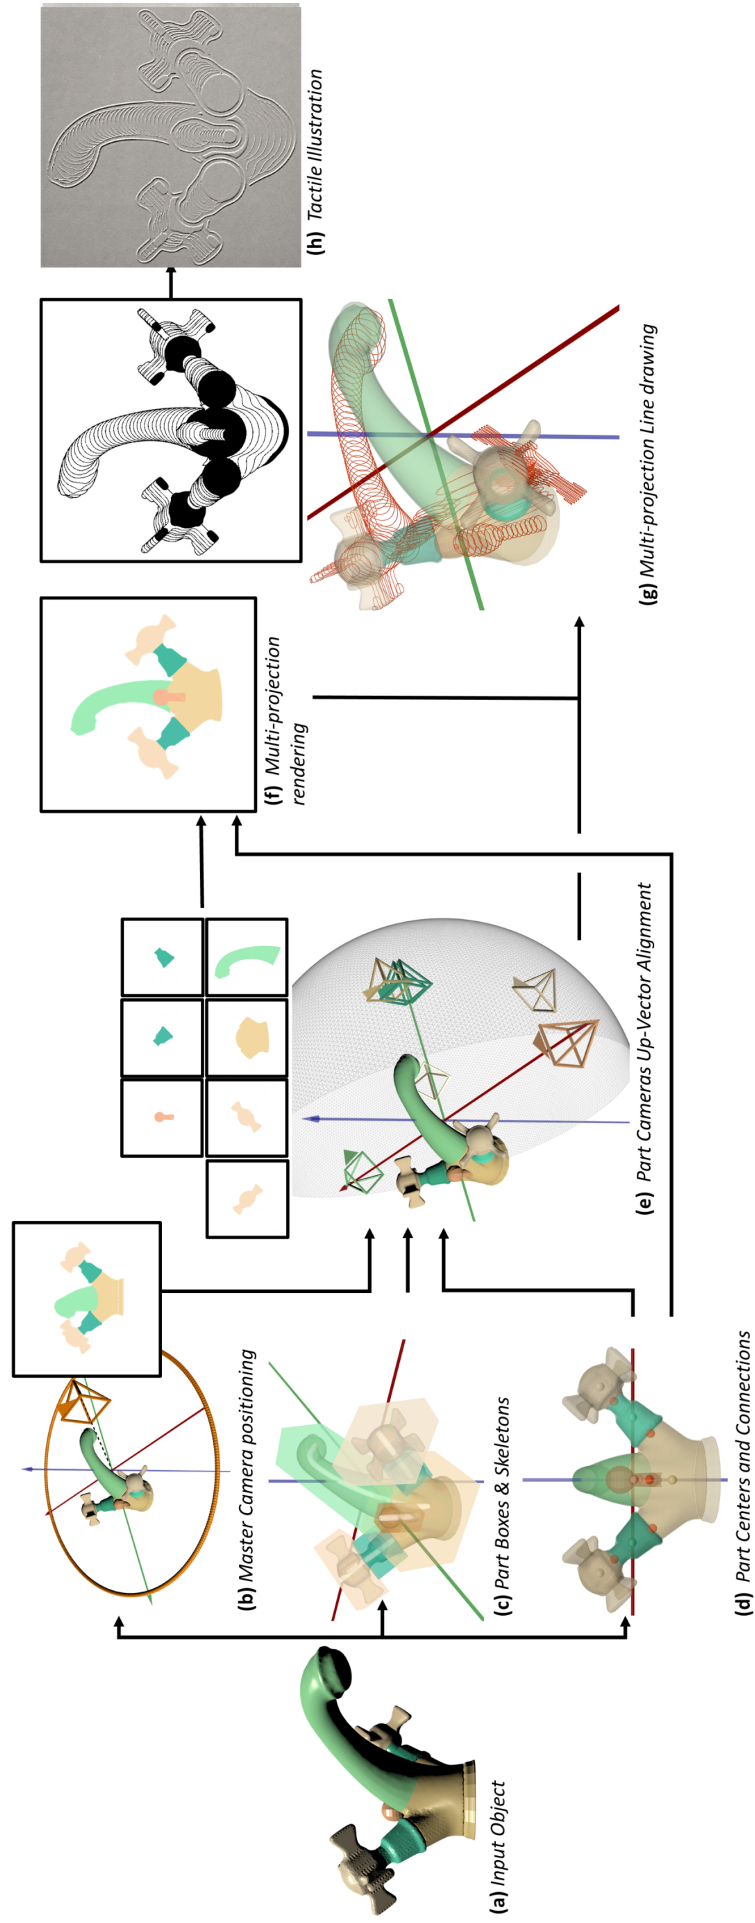 (a) Input Object
(b) Master Camera positioning
(c) Part Boxes & Skeletons
(d) Part Centers and Connections
(e) Part Cameras Up-Vector Alignment
(f) Multi-projection
rendering
(g) Multi-projection Line drawing
(h) Tactile Illustration